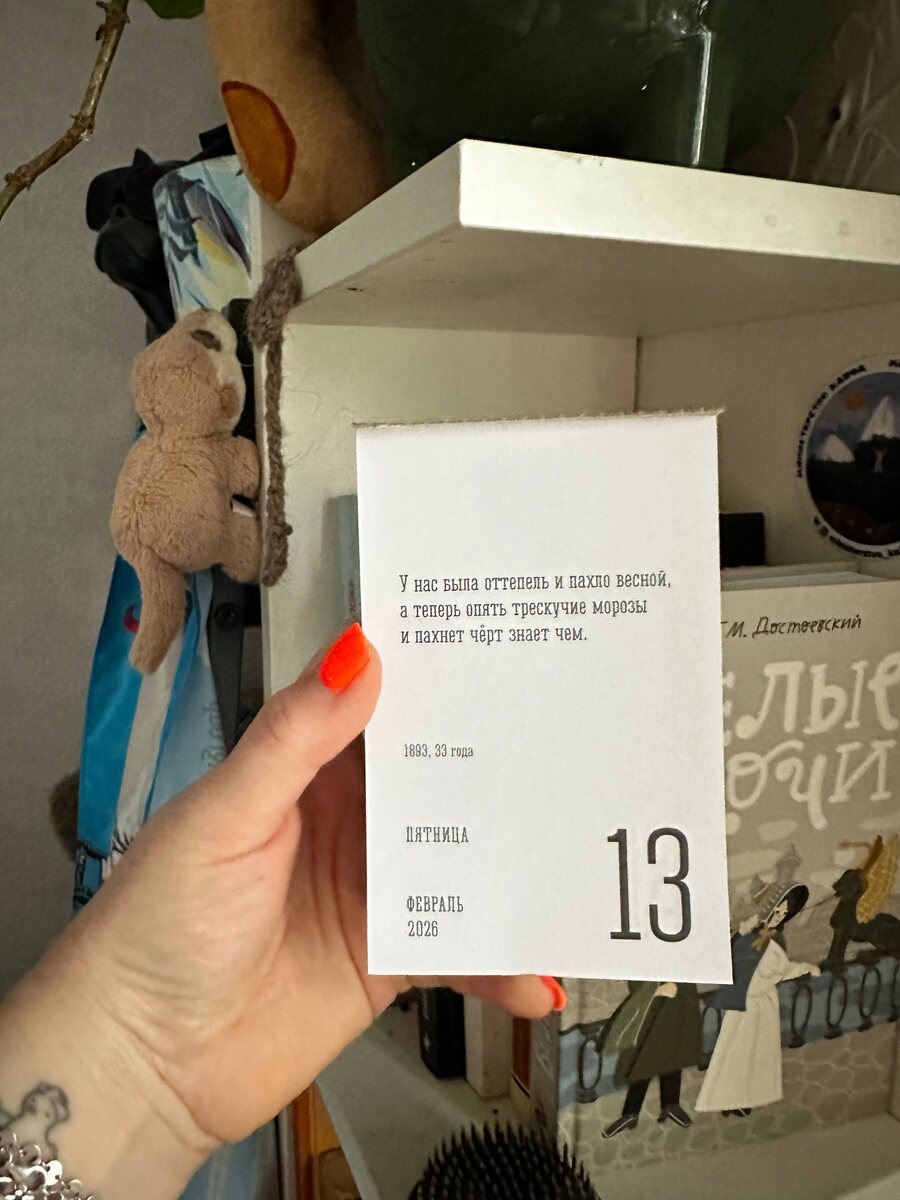 У нас была оттепель и пахло весной,
а теперь опять трескучие морозы
и пахнет чёрт знает чем.
1893, 33 года
ПЯТНИЦА
ФЕВРАЛЬ
2026
13
М. Достоевский